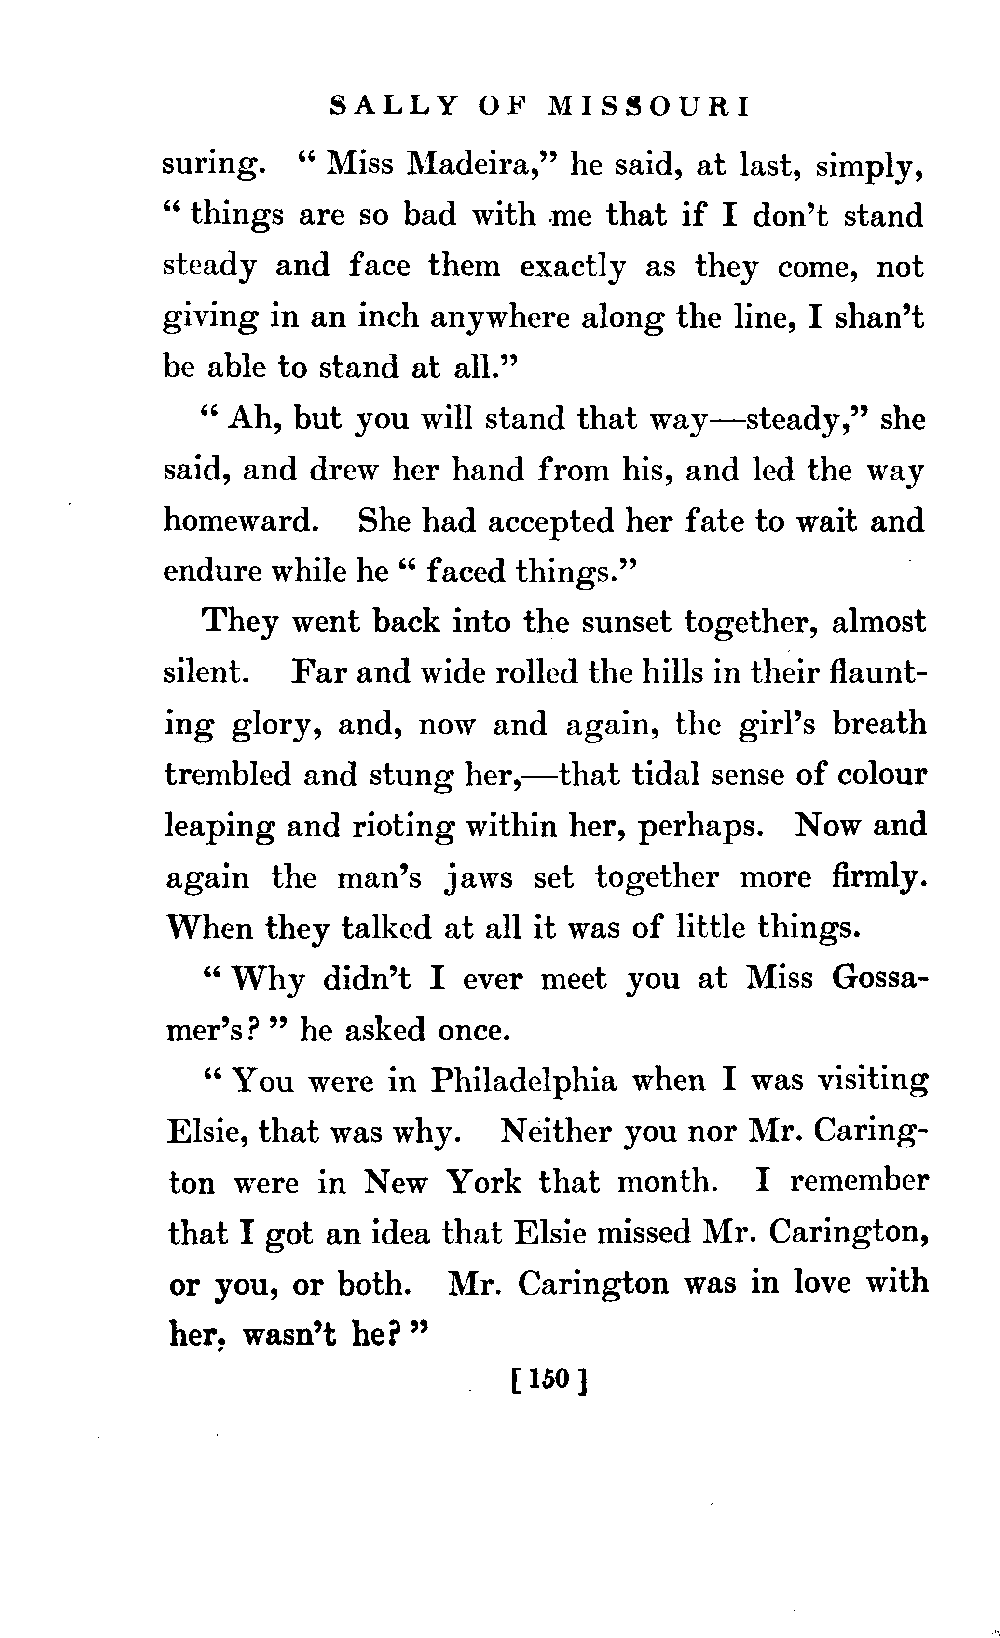 SALLY OF MISSOURI
suring. “ Miss Madeira,” he said, at last, simply,
“ things are so bad with me that if I don’t stand
steady and face them exactly as they come, not
giving in an inch anywhere along the line, I shan’t
be able to stand at all.”
“ Ah, but you will stand that way—steady,” she
said, and drew her hand from his, and led the way
homeward. She had accepted her fate to wait and
endure while he “ faced things.”
They went back into the sunset together, almost
silent. Far and wide rolled the hills in their flaunt-
ing glory, and, now and again, the girl’s breath
trembled and stung her,—that tidal sense of colour
leaping and rioting within her, perhaps. Now and
again the man’s jaws set together more firmly.
When they talked at all it was of little things.
“ Why didn’t I ever meet you at Miss Gossa-
mer’s? ” he asked once.
“ You were in Philadelphia when I was visiting
Elsie, that was why. Neither you nor Mr. Caring-
ton were in New York that month. I remember
that I got an idea that Elsie missed Mr. Carington,
or you, or both. Mr. Carington was in love with
her, wasn’t he? ”
[ 150 ]